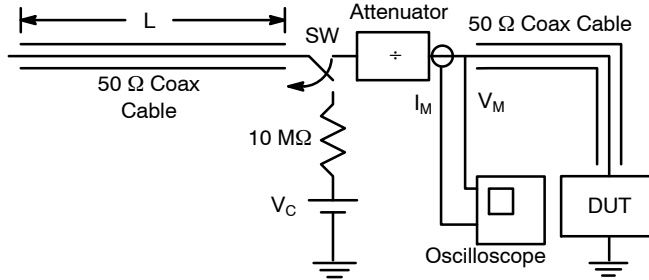 L
50 Ω Coax
Cable
SW
Attenuator
÷
50 Ω Coax Cable
I_M
V_M
10 MΩ
V_C
Oscilloscope
DUT